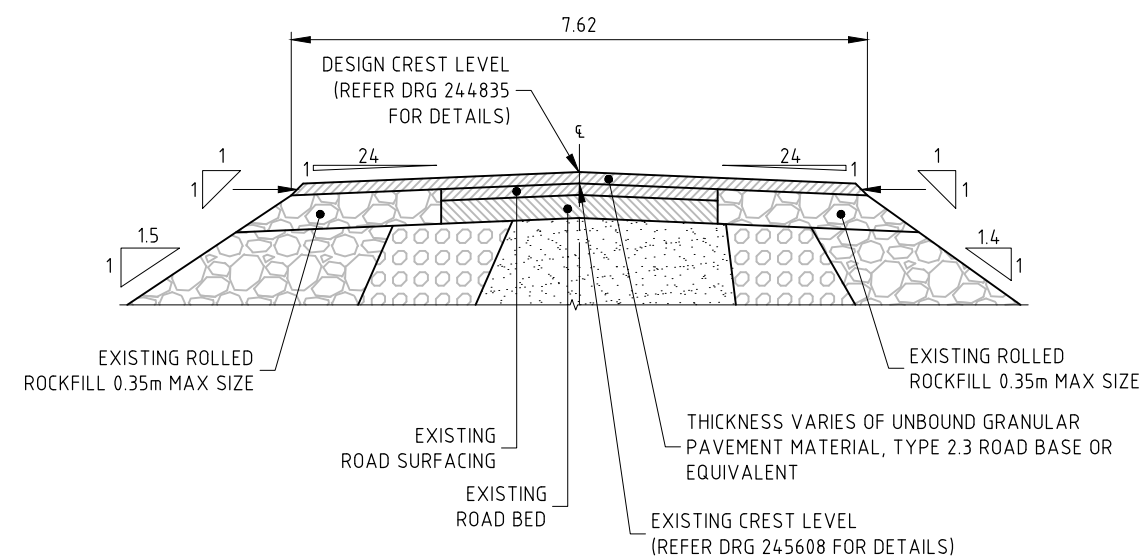 7.62
DESIGN CREST LEVEL
(REFER DRG 244835
FOR DETAILS)
℄
1
24
1
1
1
24
1
1
1
1.5
1
1.4
1
EXISTING ROLLED
ROCKFILL 0.35m MAX SIZE
EXISTING ROLLED
ROCKFILL 0.35m MAX SIZE
EXISTING
ROAD SURFACING
THICKNESS VARIES OF UNBOUND GRANULAR
PAVEMENT MATERIAL, TYPE 2.3 ROAD BASE OR
EQUIVALENT
EXISTING
ROAD BED
EXISTING CREST LEVEL
(REFER DRG 245608 FOR DETAILS)